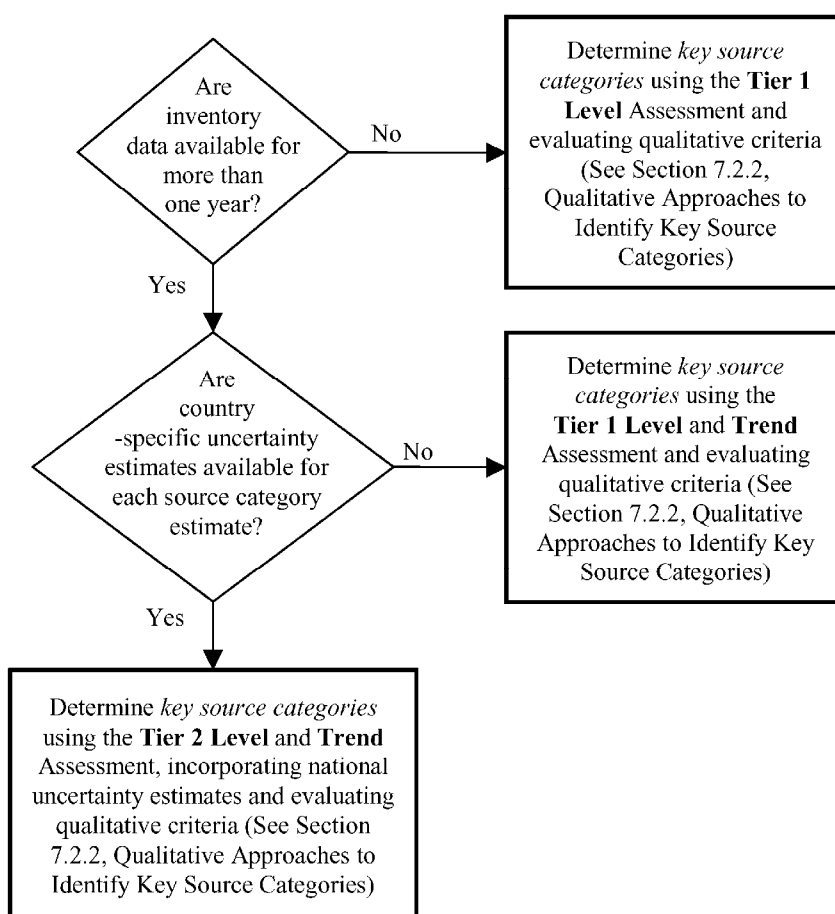 Are
inventory
data available for
more than
one year?
No
Determine key source
categories using the Tier 1
Level Assessment and
evaluating qualitative criteria
(See Section 7.2.2,
Qualitative Approaches to
Identify Key Source
Categories)
Yes
Are
country
-specific uncertainty
estimates available for
each source category
estimate?
No
Determine key source
categories using the
Tier 1 Level and Trend
Assessment and evaluating
qualitative criteria (See
Section 7.2.2, Qualitative
Approaches to Identify Key
Source Categories)
Yes
Determine key source categories
using the Tier 2 Level and Trend
Assessment, incorporating national
uncertainty estimates and evaluating
qualitative criteria (See Section
7.2.2, Qualitative Approaches to
Identify Key Source Categories)